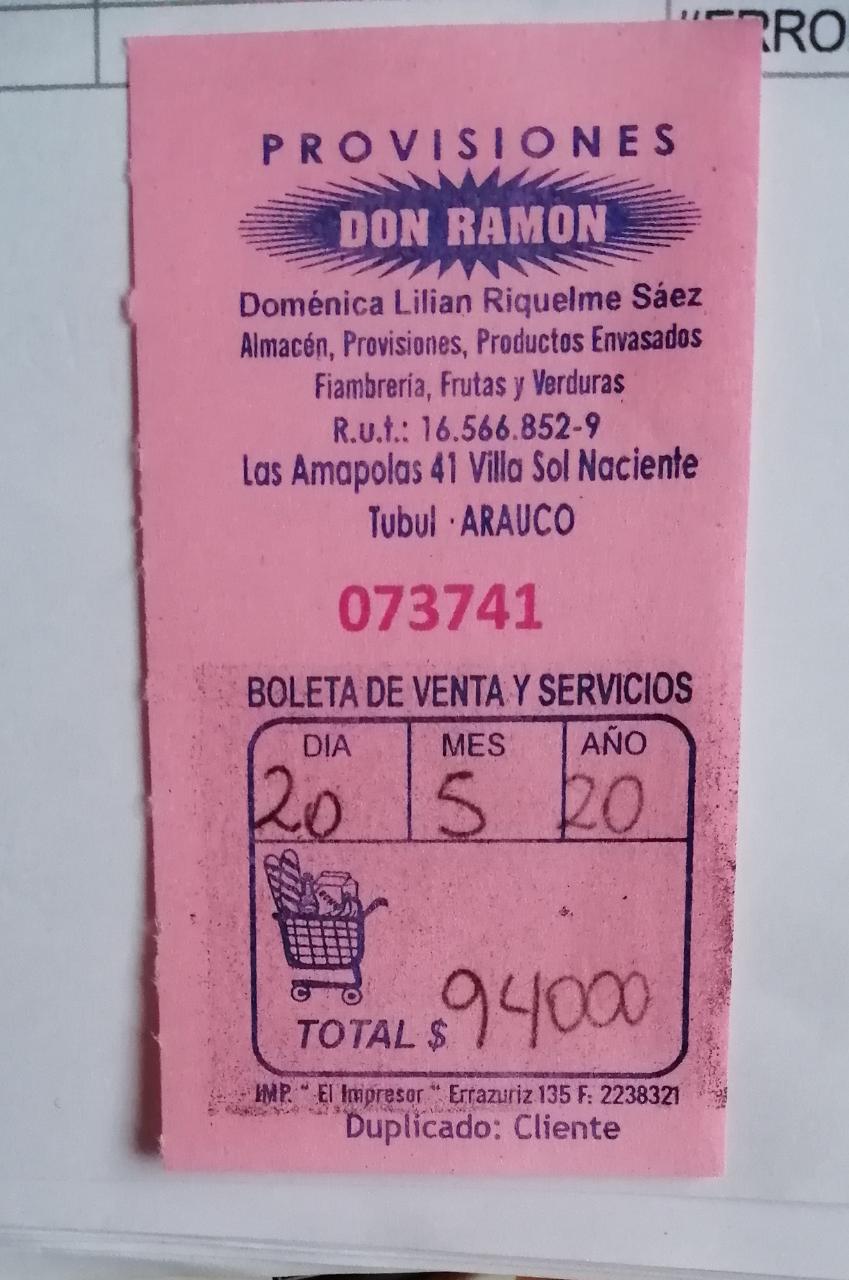 #ERRO
PROVISIONES
DON RAMON
Doménica Lilian Riquelme Sáez
Almacén, Provisiones, Productos Envasados
Fiambrería, Frutas y Verduras
R.u.t.: 16.566.852-9
Las Amapolas 41 Villa Sol Naciente
Tubul · ARAUCO
073741
BOLETA DE VENTA Y SERVICIOS
DIA MES AÑO
20 5 20
TOTAL $ 94000
IMP. " El Impresor " Errazuriz 135 F: 2238321
Duplicado: Cliente